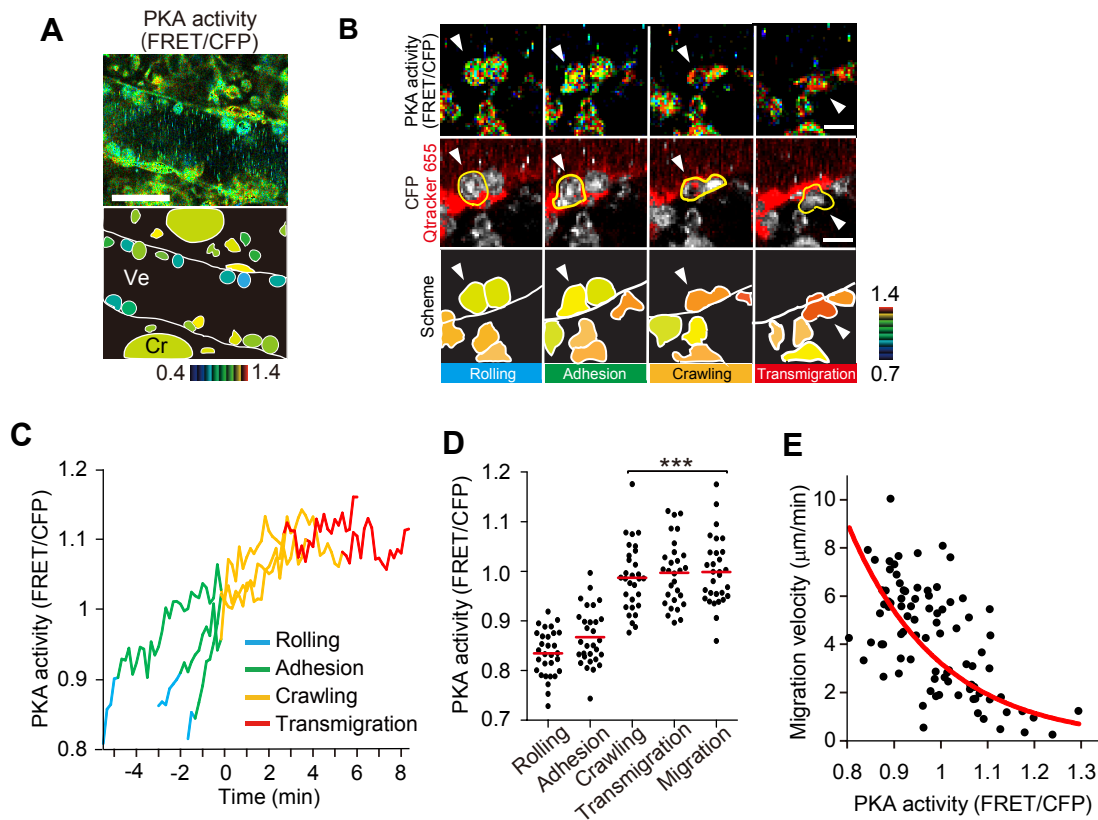 A
PKA activity
(FRET/CFP)
Ve
Cr
0.4
1.4
B
PKA activity
(FRET/CFP)
CFP
Qtracker 655
Scheme
Rolling
Adhesion
Crawling
Transmigration
1.4
0.7
C
PKA activity (FRET/CFP)
1.2
1.1
1
0.9
0.8
-4
-2
0
2
4
6
8
Time (min)
Rolling
Adhesion
Crawling
Transmigration
D
PKA activity (FRET/CFP)
1.2
1.1
1.0
0.9
0.8
0.7
***
Rolling
Adhesion
Crawling
Transmigration
Migration
E
Migration velocity (μm/min)
10
8
6
4
2
0
0.8
0.9
1
1.1
1.2
1.3
PKA activity (FRET/CFP)